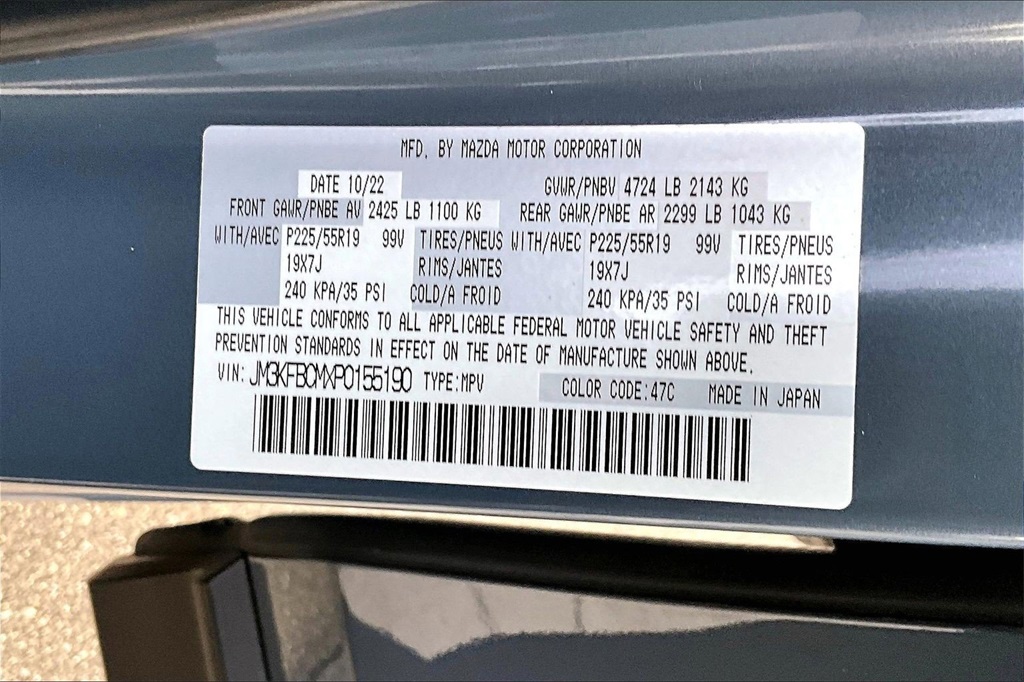 MFD. BY MAZDA MOTOR CORPORATION
DATE 10/22 GVWR/PNBV 4724 LB 2143 KG
FRONT GAWR/PNBE AV 2425 LB 1100 KG REAR GAWR/PNBE AR 2299 LB 1043 KG
WITH/AVEC P225/55R19 99V TIRES/PNEUS WITH/AVEC P225/55R19 99V TIRES/PNEUS
19X7J RIMS/JANTES 19X7J RIMS/JANTES
240 KPA/35 PSI COLD/A FROID 240 KPA/35 PSI COLD/A FROID
THIS VEHICLE CONFORMS TO ALL APPLICABLE FEDERAL MOTOR VEHICLE SAFETY AND THEFT
PREVENTION STANDARDS IN EFFECT ON THE DATE OF MANUFACTURE SHOWN ABOVE.
VIN: JM3KFBCMXP0155190 TYPE:MPV COLOR CODE:47C MADE IN JAPAN